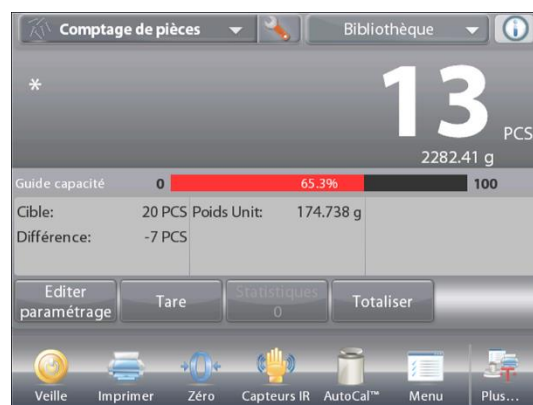 Comptage de pièces
Bibliothèque
*
13 PCS
2282.41 g
Guide capacité 0 65.3% 100
Cible: 20 PCS Poids Unit: 174.738 g
Différence: -7 PCS
Editer paramétrage
Tare
Statistiques 0
Totaliser
Veille Imprimer Zéro Capteurs IR AutoCal™ Menu Plus...